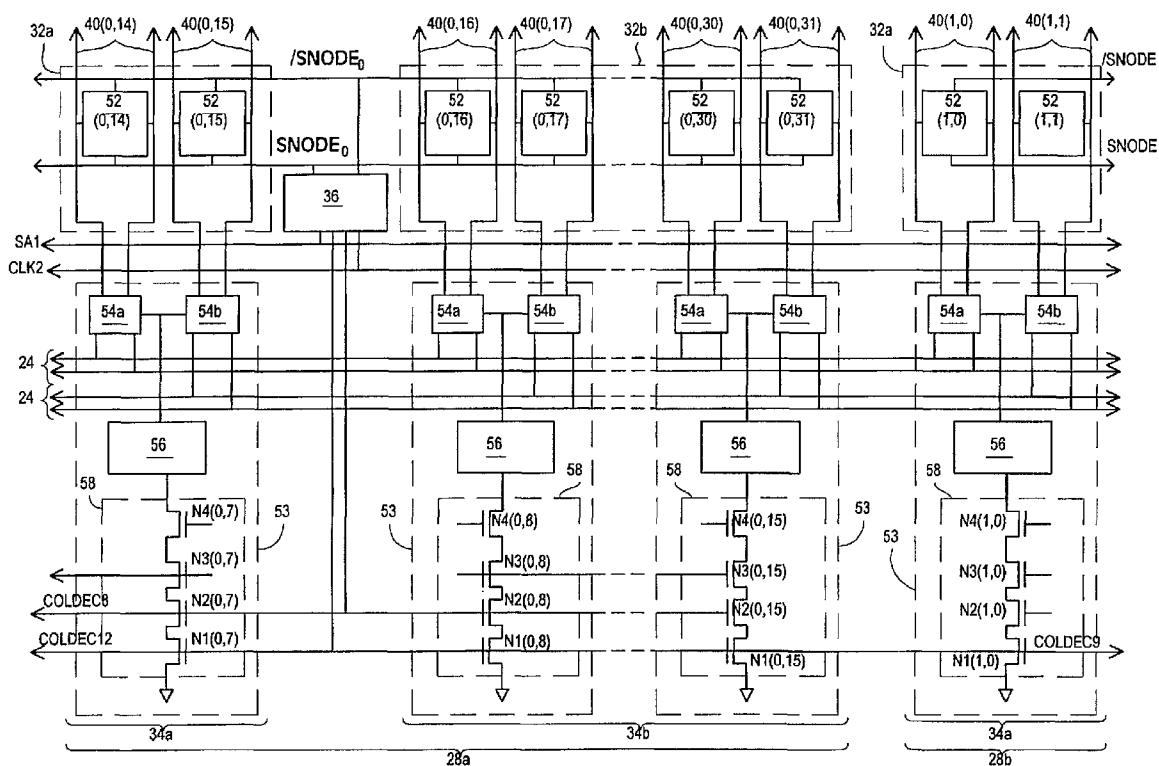 40(0,14) 40(0,15) 40(0,16) 40(0,17) 40(0,30) 40(0,31) 40(1,0) 40(1,1)
32a 32b 32a
/SNODE₀ /SNODE
52 52 52 52 52 52 52 52
(0,14) (0,15) (0,16) (0,17) (0,30) (0,31) (1,0) (1,1)
SNODE₀ SNODE
36
SA1
CLK2
54a 54b 54a 54b 54a 54b 54a 54b
24
24
56 56 56 56
58 58 58 58
N4(0,7) 53 53 N4(0,8) N4(0,15) 53 N4(1,0)
53
N3(0,7) N3(0,8) N3(0,15) N3(1,0)
COLDEC8 N2(0,7) N2(0,8) N2(0,15) N2(1,0)
COLDEC12 N1(0,7) N1(0,8) N1(0,15) N1(1,0) COLDEC9
34a 34b 34a
28a 28b